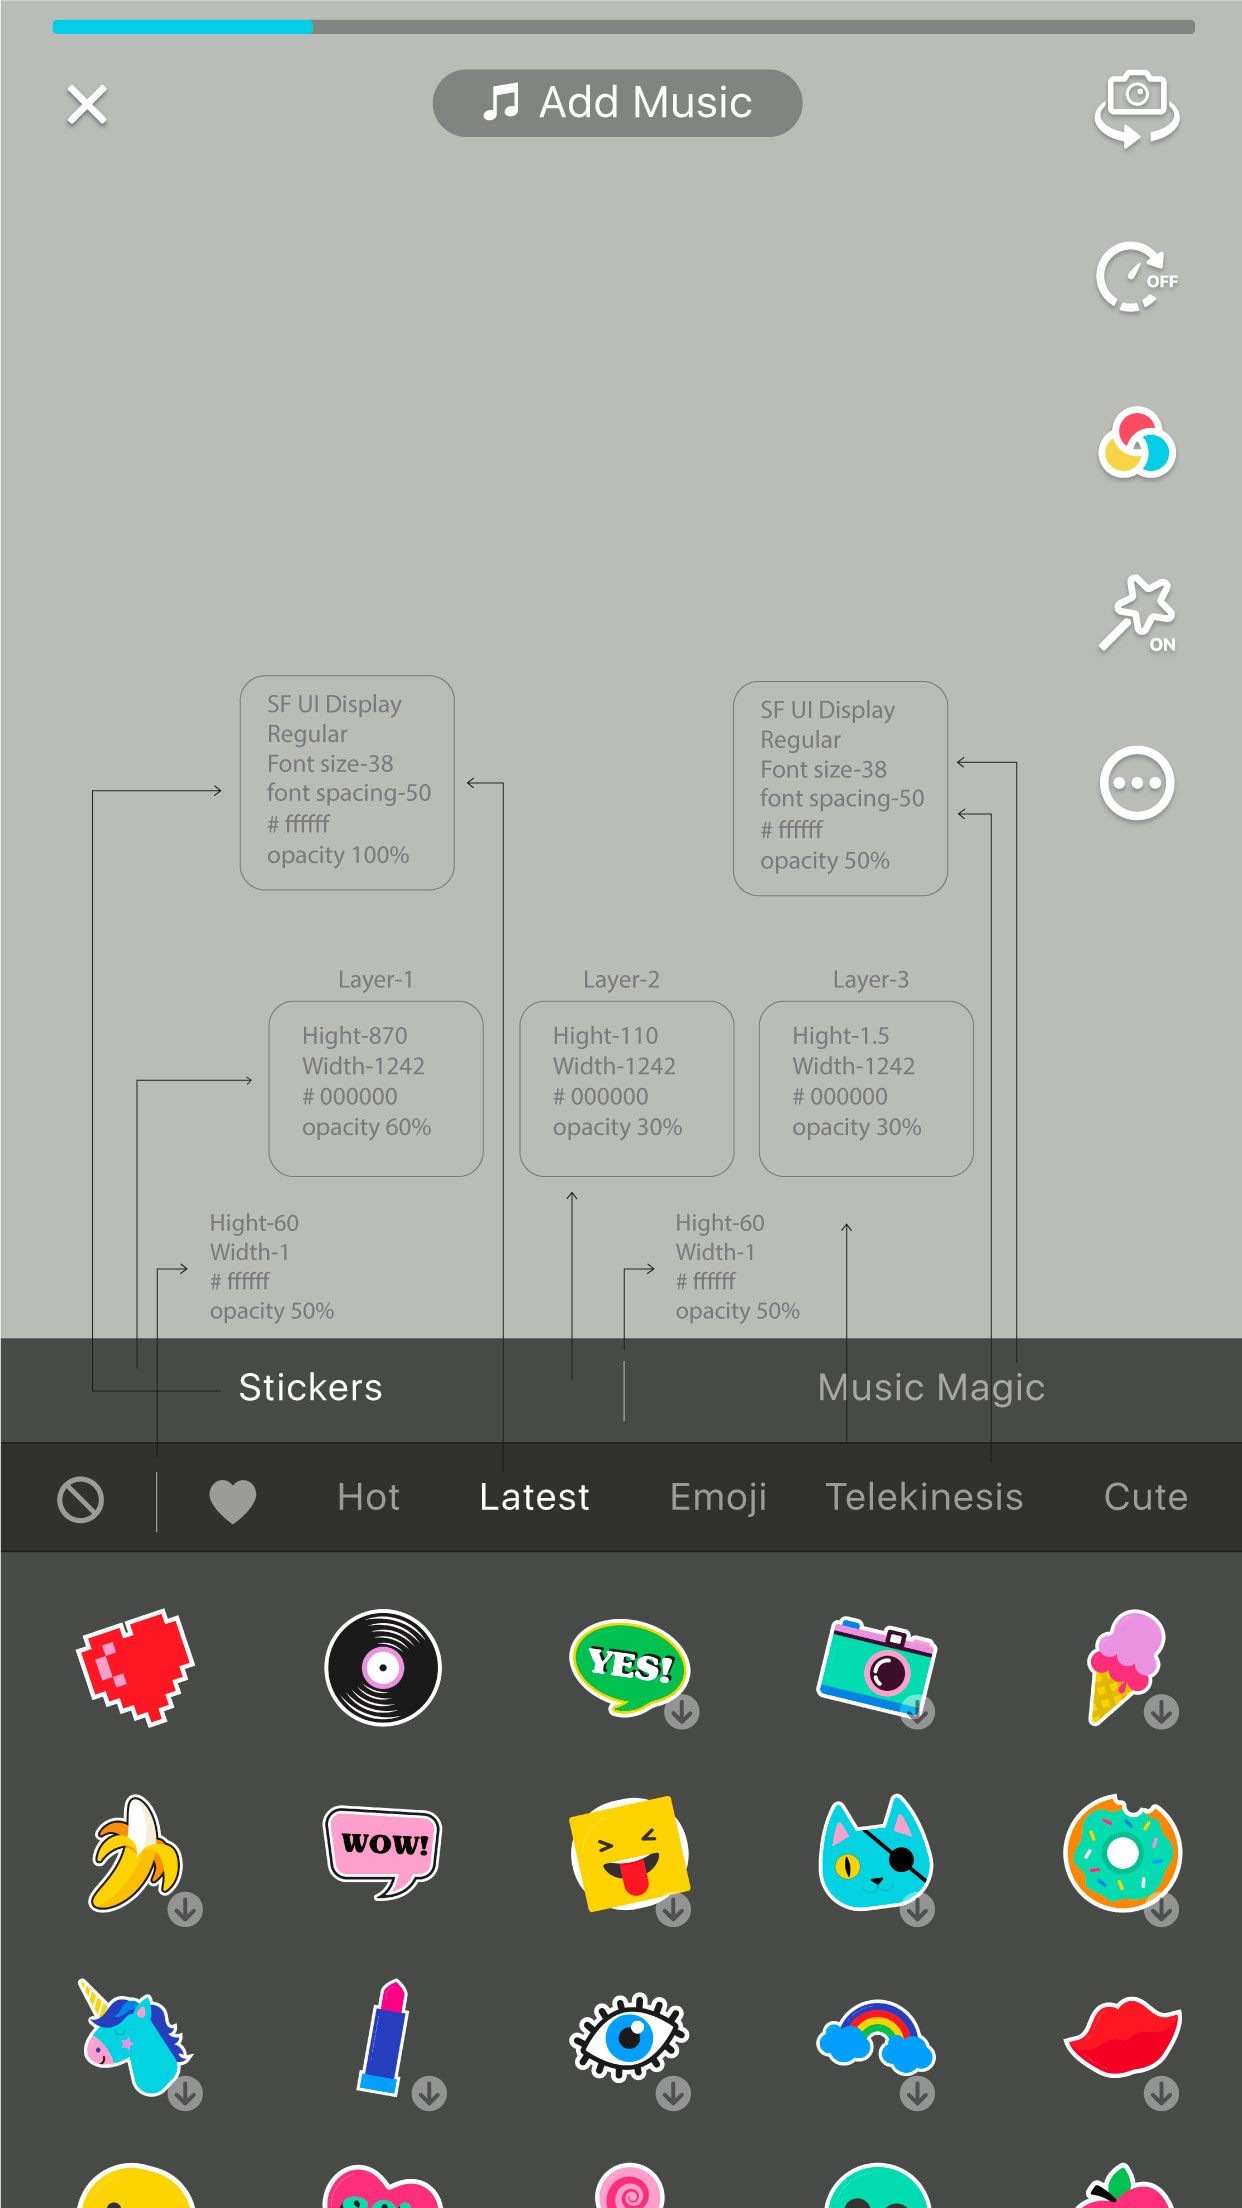 Add Music
OFF
ON
SF UI Display
Regular
Font size-38
font spacing-50
# ffffff
opacity 100%
SF UI Display
Regular
Font size-38
font spacing-50
# ffffff
opacity 50%
Layer-1
Hight-870
Width-1242
# 000000
opacity 60%
Layer-2
Hight-110
Width-1242
# 000000
opacity 30%
Layer-3
Hight-1.5
Width-1242
# 000000
opacity 30%
Hight-60
Width-1
# ffffff
opacity 50%
Hight-60
Width-1
# ffffff
opacity 50%
Stickers
Music Magic
Hot
Latest
Emoji
Telekinesis
Cute
YES!
WOW!